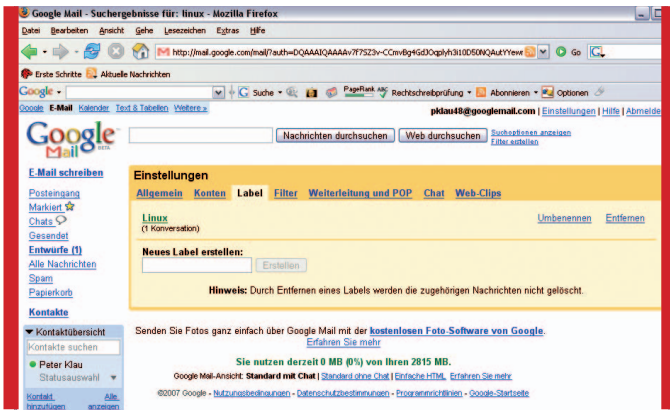 Google Mail - Suchergebnisse für: linux - Mozilla Firefox
Datei Bearbeiten Ansicht Gehe Lesezeichen Extras Hilfe
Go
Erste Schritte Aktuelle Nachrichten
Google Suche PageRank Rechtschreibprüfung Abonnieren Optionen
Google E-Mail Kalender Text & Tabellen Weitere »
pklau48@googlemail.com | Einstellungen | Hilfe | Abmelde
Google Mail BETA
Nachrichten durchsuchen Web durchsuchen Suchoptionen anzeigen
Filter erstellen
E-Mail schreiben
Posteingang
Markiert
Chats
Gesendet
Entwürfe (1)
Alle Nachrichten
Spam
Papierkorb
Kontakte
Kontaktübersicht
Kontakte suchen
Peter Klau
Statusauswahl
Kontakt hinzufügen Alle anzeigen
Einstellungen
Allgemein Konten Label Filter Weiterleitung und POP Chat Web-Clips
Linux Umbenennen Entfernen
(1 Konversation)
Neues Label erstellen:
Erstellen
Hinweis: Durch Entfernen eines Labels werden die zugehörigen Nachrichten nicht gelöscht.
Senden Sie Fotos ganz einfach über Google Mail mit der kostenlosen Foto-Software von Google.
Erfahren Sie mehr
Sie nutzen derzeit 0 MB (0%) von Ihren 2815 MB.
Google Mail-Ansicht: Standard mit Chat | Standard ohne Chat | Einfache HTML Erfahren Sie mehr
©2007 Google - Nutzungsbedingungen - Datenschutzbestimmungen - Programmrichtlinien - Google-Startseite